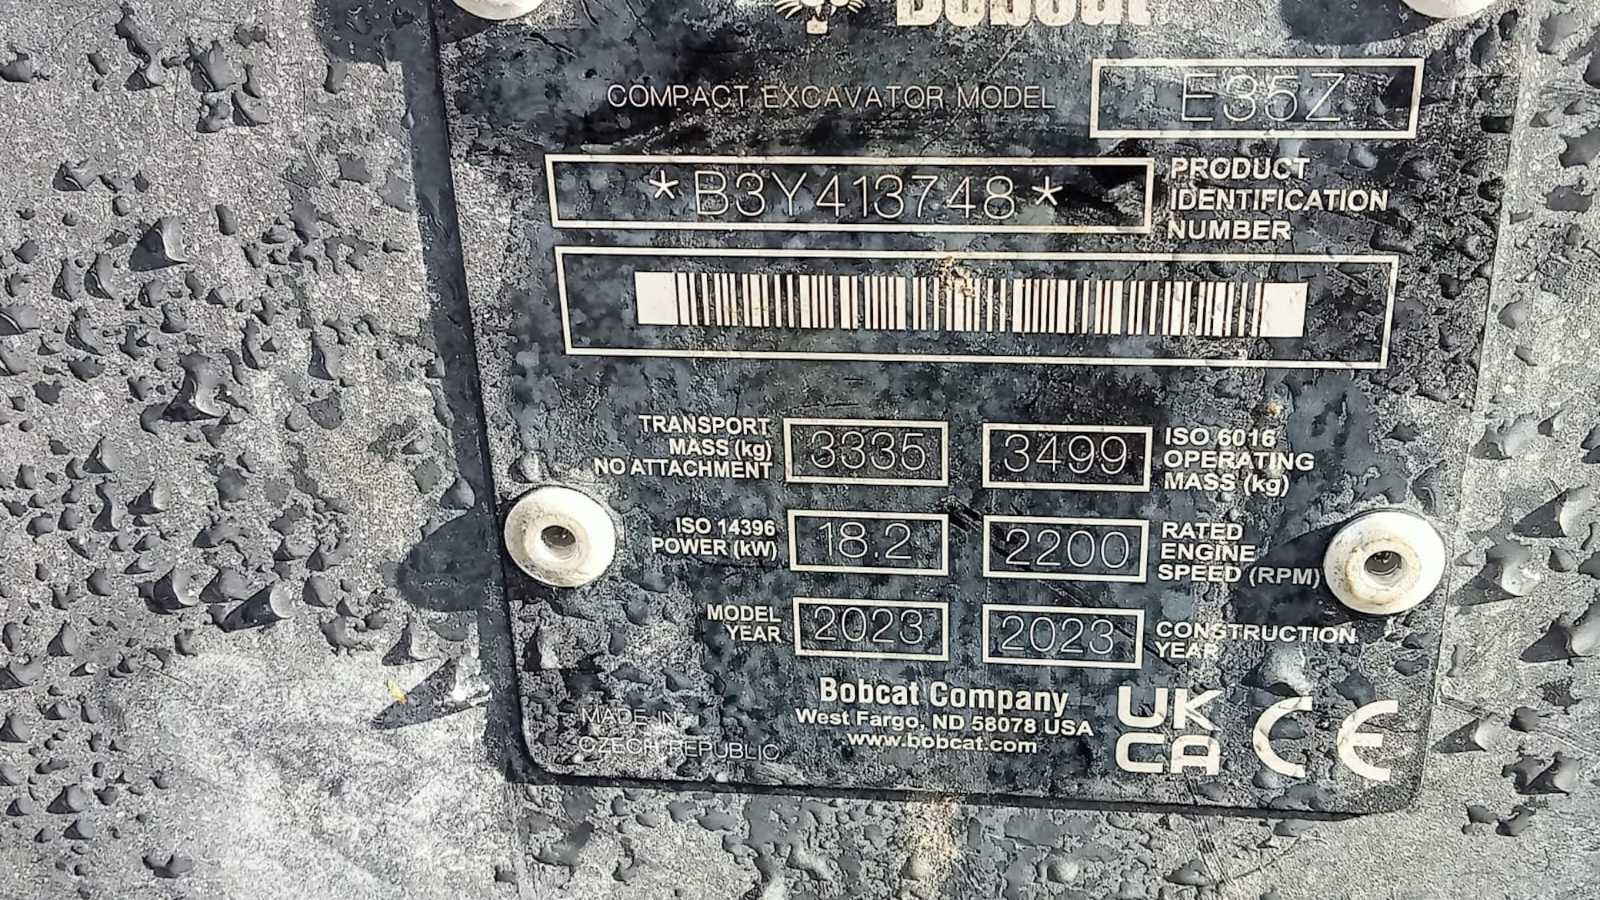 Bobcat
COMPACT EXCAVATOR MODEL E35Z
*B3Y413748*
PRODUCT
IDENTIFICATION
NUMBER
TRANSPORT
MASS (kg)
NO ATTACHMENT
3335
3499
ISO 6016
OPERATING
MASS (kg)
ISO 14396
POWER (kW)
18.2
2200
RATED
ENGINE
SPEED (RPM)
MODEL
YEAR
2023
2023
CONSTRUCTION
YEAR
MADE IN
CZECH REPUBLIC
Bobcat Company
West Fargo, ND 58078 USA
www.bobcat.com
UK
CA
CE